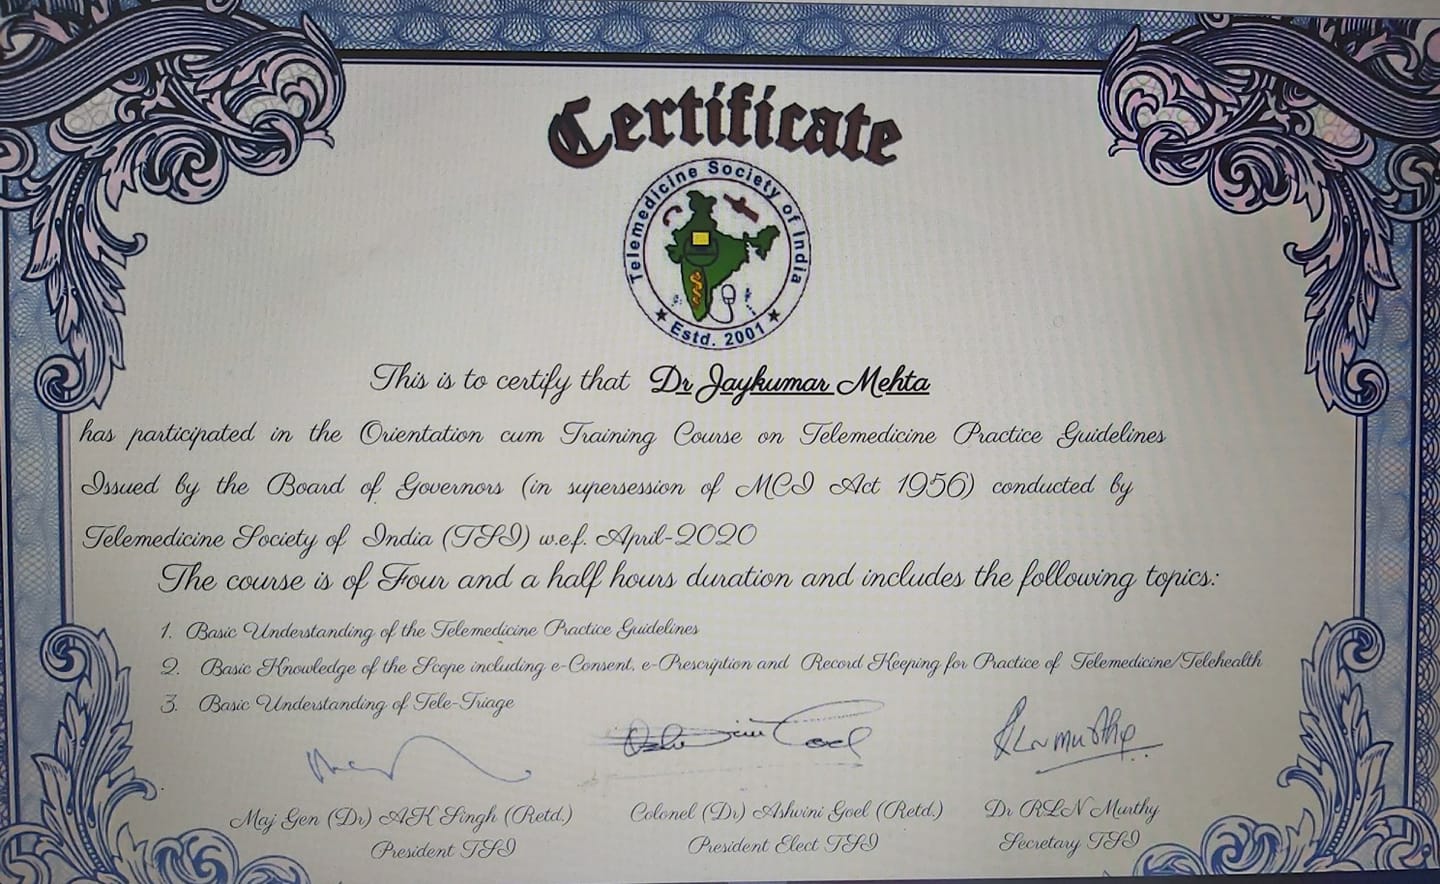 Certificate
Telemedicine Society of India
Estd. 2001
This is to certify that Dr Jaykumar Mehta
has participated in the Orientation cum Training Course on Telemedicine Practice Guidelines
Issued by the Board of Governors (in supersession of MCI Act 1956) conducted by
Telemedicine Society of India (TSI) w.e.f. April-2020
The course is of Four and a half hours duration and includes the following topics:
1. Basic Understanding of the Telemedicine Practice Guidelines
2. Basic Knowledge of the Scope including e-Consent, e-Prescription and Record Keeping for Practice of Telemedicine/Telehealth
3. Basic Understanding of Tele-Triage
Ashwini Goel
RLNmurthy
Maj Gen (Dr) AK Singh (Retd.)
President TSI
Colonel (Dr) Ashvini Goel (Retd.)
President Elect TSI
Dr RLN Murthy
Secretary TSI